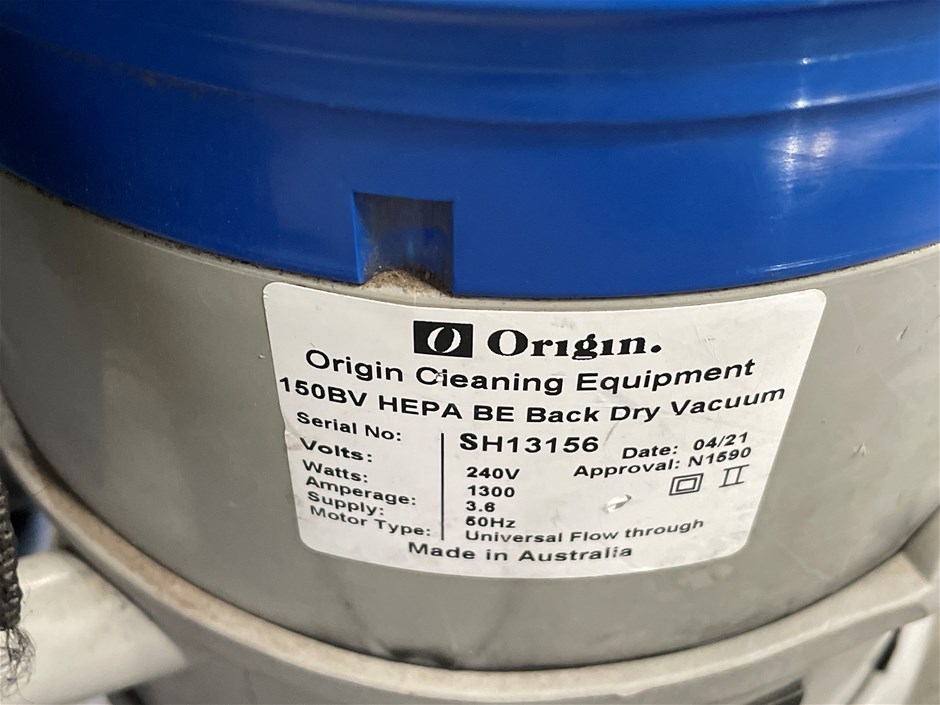 Origin.
Origin Cleaning Equipment
150BV HEPA BE Back Dry Vacuum
Serial No: SH13156 Date: 04/21
Volts: 240V Approval: N1590
Watts: 1300
Amperage: 3.6
Supply: 50Hz
Motor Type: Universal Flow through
Made in Australia